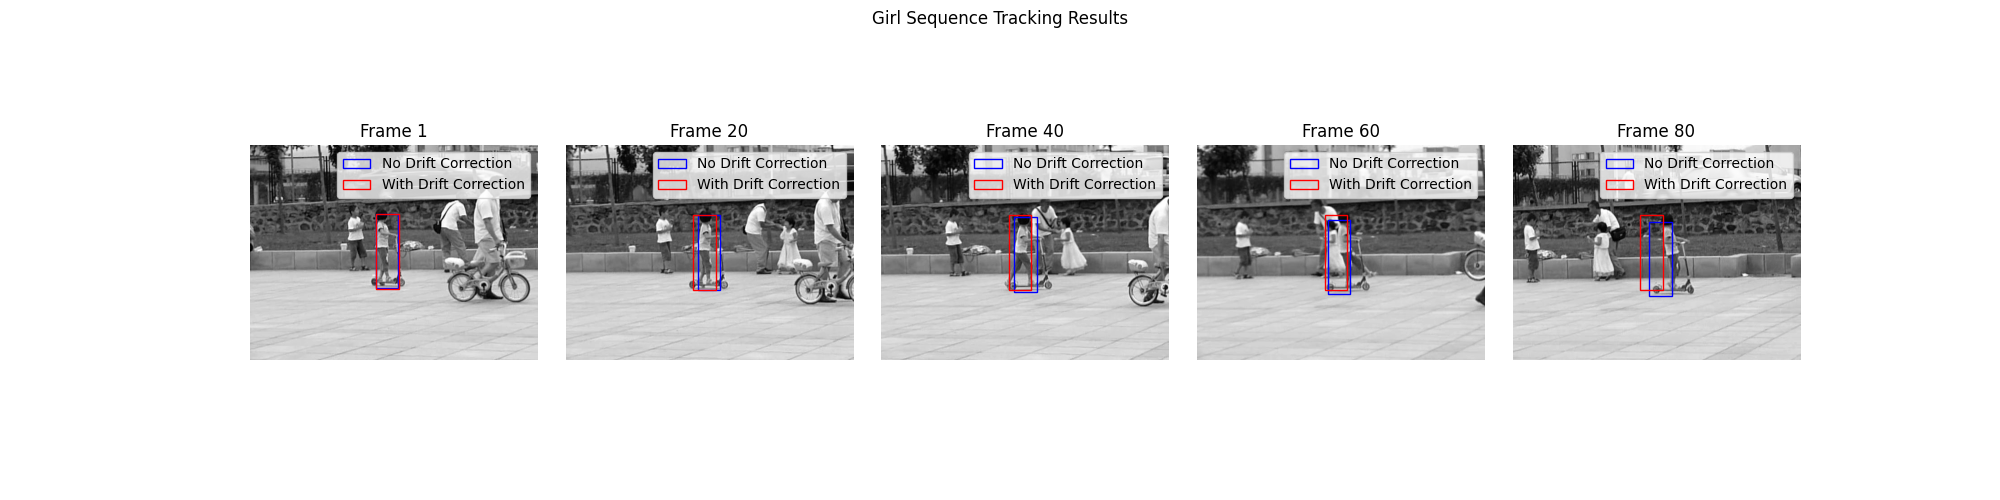 Girl Sequence Tracking Results
Frame 1
No Drift Correction
With Drift Correction
Frame 20
No Drift Correction
With Drift Correction
Frame 40
No Drift Correction
With Drift Correction
Frame 60
No Drift Correction
With Drift Correction
Frame 80
No Drift Correction
With Drift Correction